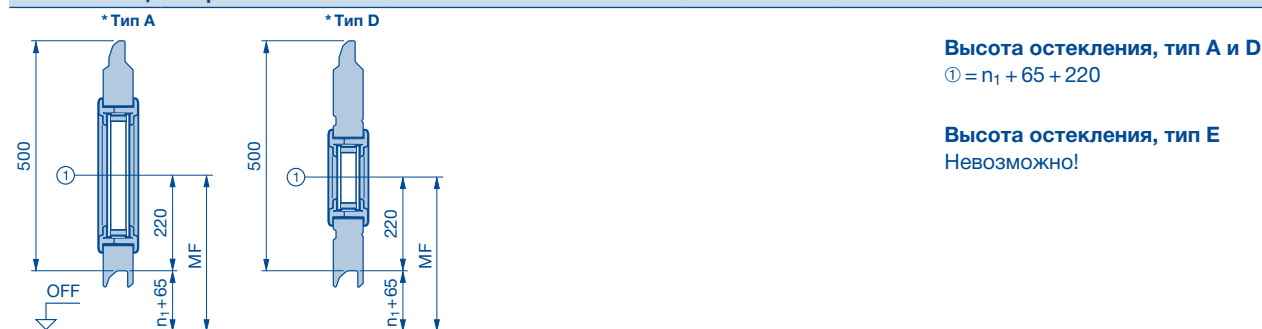 * Тип A
* Тип D
500
①
220
MF
n₁+65
OFF
500
①
220
MF
n₁+65
Высота остекления, тип A и D
① = n₁ + 65 + 220
Высота остекления, тип E
Невозможно!